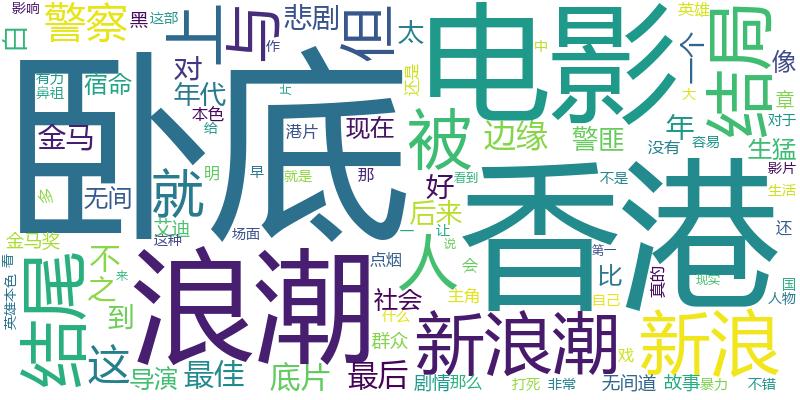 影响
这部
白
警察
黑
上
与
作
悲剧
但
太
英雄
中
一个
结局
电影
有力
鼻祖
宿命
对
年代
还是
像
大
章
对于
卧底
本色
给
金马
港片
现在
被
边缘
警匪
年
没有
容易
生猛
影片
多
无间
就
明
早
就是
那
好
看到
不是
生活
香港
后来
艾迪
这种
场面
一
让
说
还
金马奖
看
不
之
来
点烟
人
会
第一
比
真的
现实
国
人物
英雄本色
结尾
到
浪潮
社会
主角
自己
什么
群众
新浪潮
戏
新浪
这
导演
最佳
底片
最后
剧情
那么
打死
非常
无间道
故事
暴力
不错